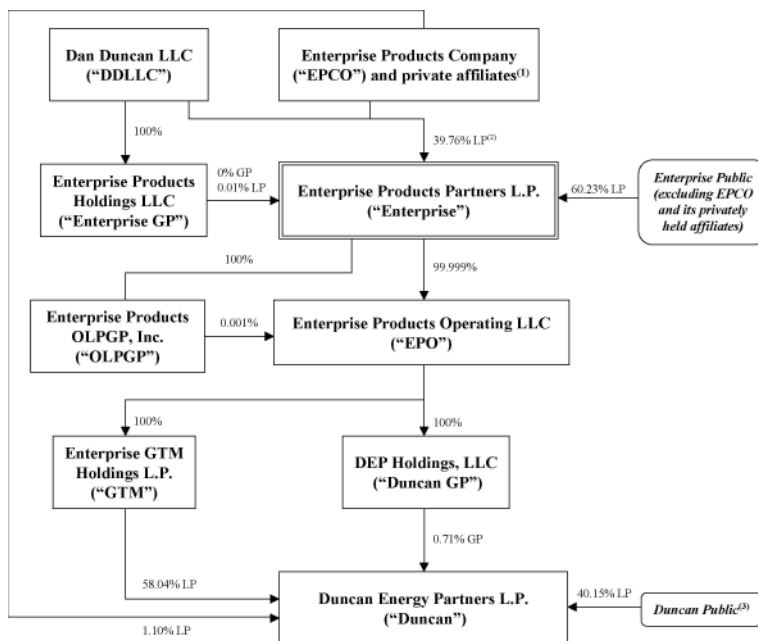 Dan Duncan LLC
(“DDLLC”)
Enterprise Products Company
(“EPCO”) and private affiliates(1)
100%
39.76% LP(2)
Enterprise Products
Holdings LLC
(“Enterprise GP”)
0% GP
0.01% LP
Enterprise Products Partners L.P.
(“Enterprise”)
60.23% LP
Enterprise Public
(excluding EPCO
and its privately
held affiliates)
100%
99.999%
Enterprise Products
OLPGP, Inc.
(“OLPGP”)
0.001%
Enterprise Products Operating LLC
(“EPO”)
100%
100%
Enterprise GTM
Holdings L.P.
(“GTM”)
DEP Holdings, LLC
(“Duncan GP”)
0.71% GP
58.04% LP
Duncan Energy Partners L.P.
(“Duncan”)
40.15% LP
Duncan Public(3)
1.10% LP